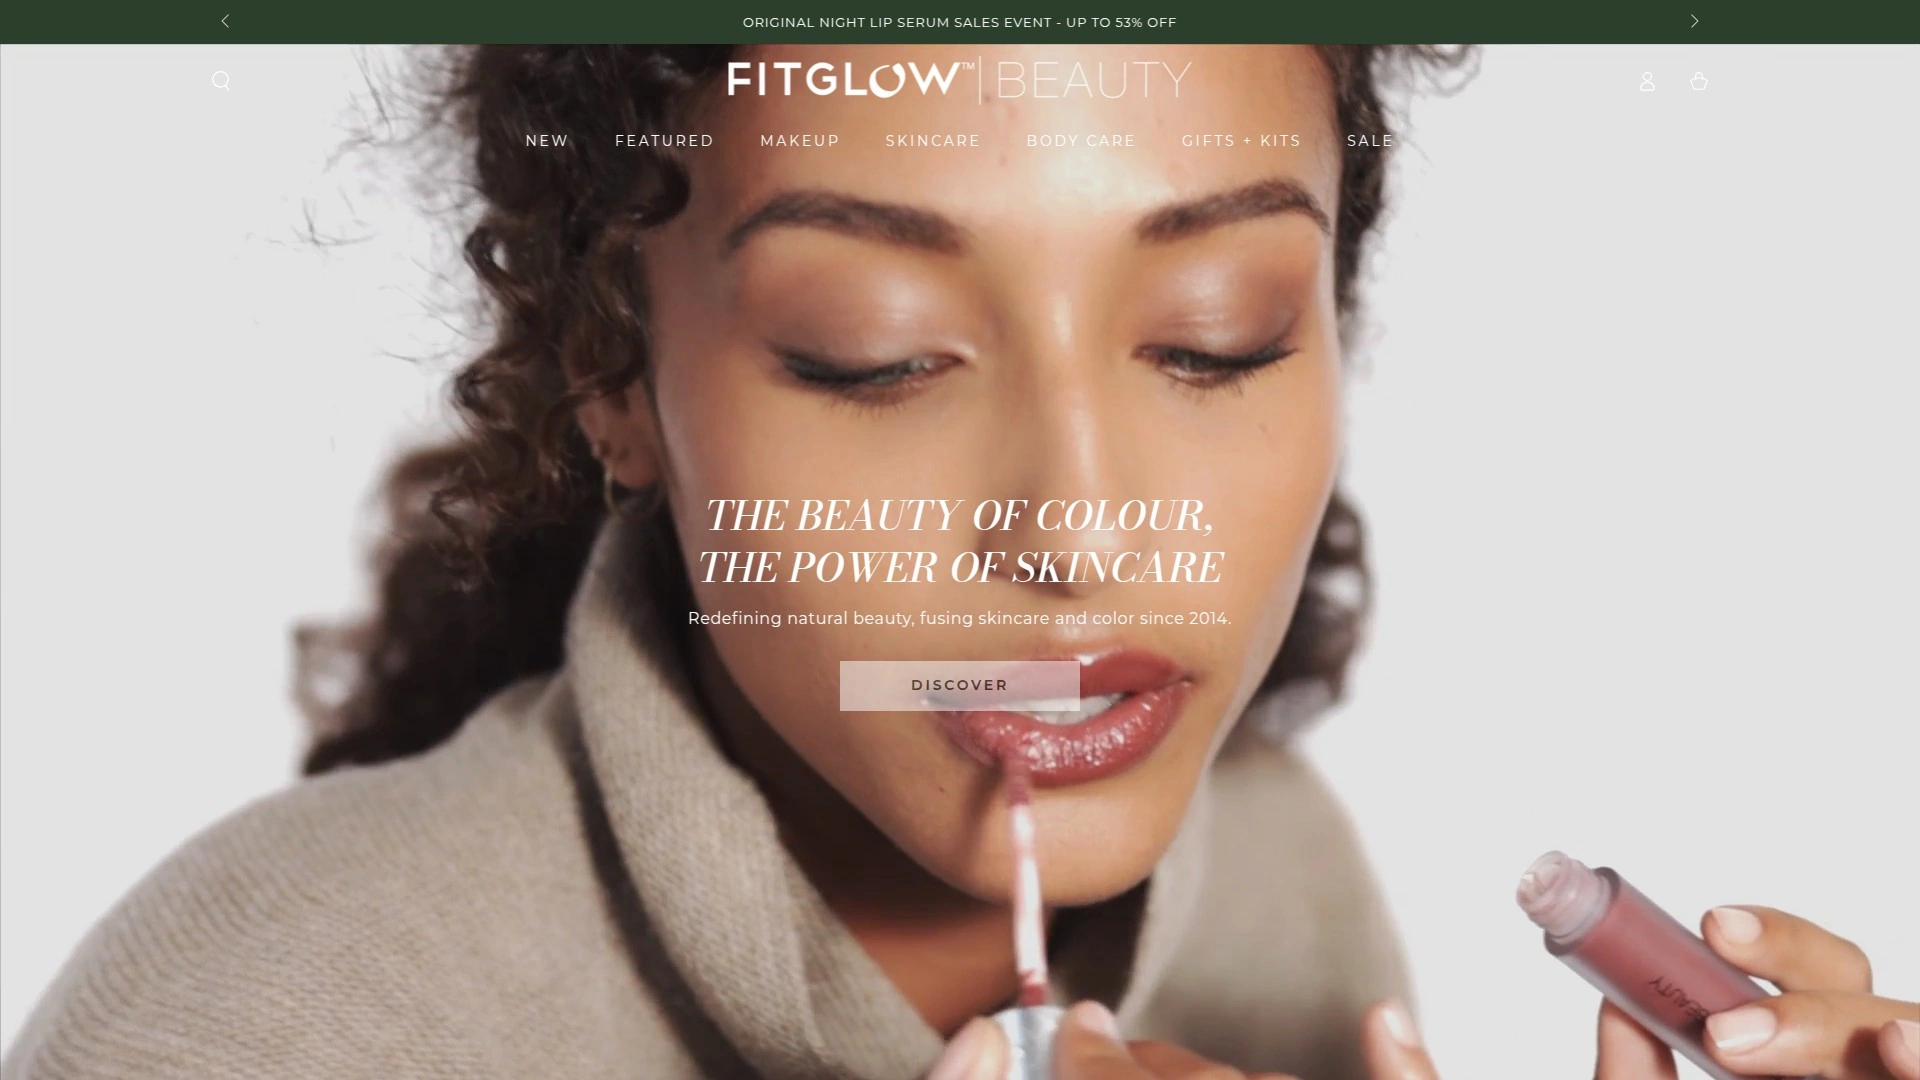 ORIGINAL NIGHT LIP SERUM SALES EVENT - UP TO 53% OFF
FITGLOW™ BEAUTY
NEW FEATURED MAKEUP SKINCARE BODY CARE GIFTS + KITS SALE
THE BEAUTY OF COLOUR,
THE POWER OF SKINCARE
Redefining natural beauty, fusing skincare and color since 2014.
DISCOVER
BEAUTY